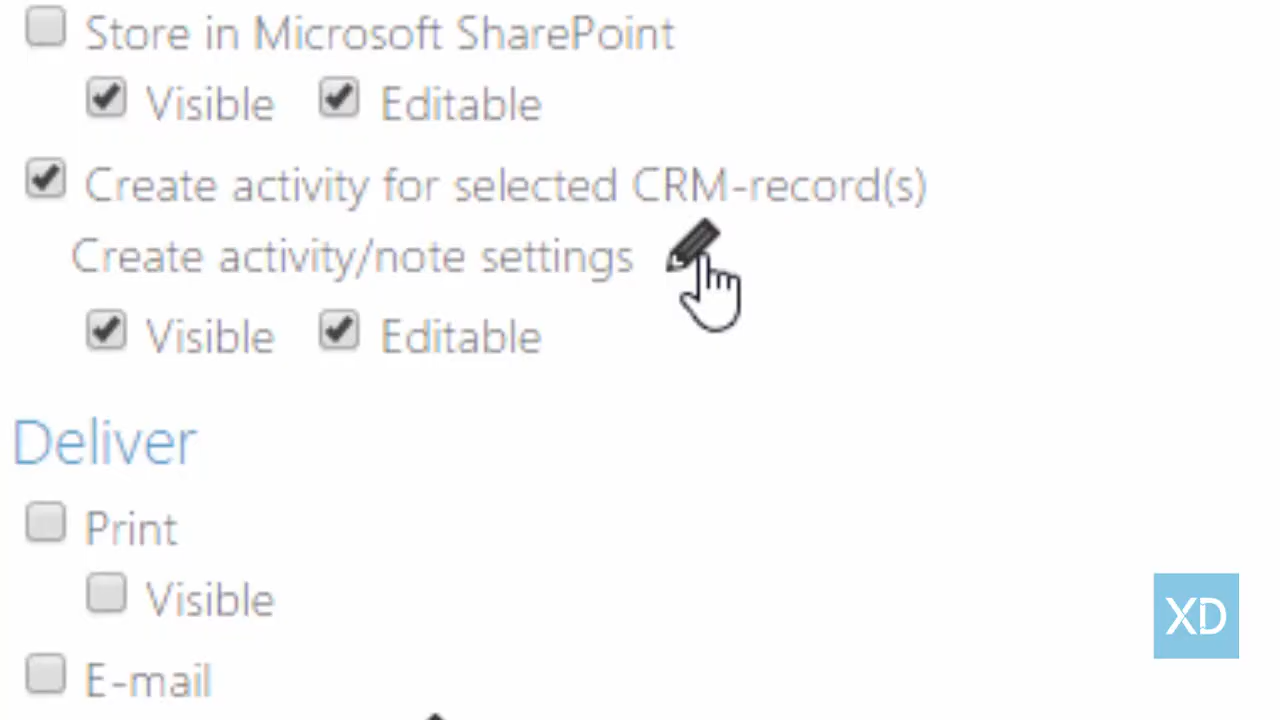 Store in Microsoft SharePoint
Visible Editable
Create activity for selected CRM-record(s)
Create activity/note settings
Visible Editable
Deliver
Print
Visible
XD
E-mail